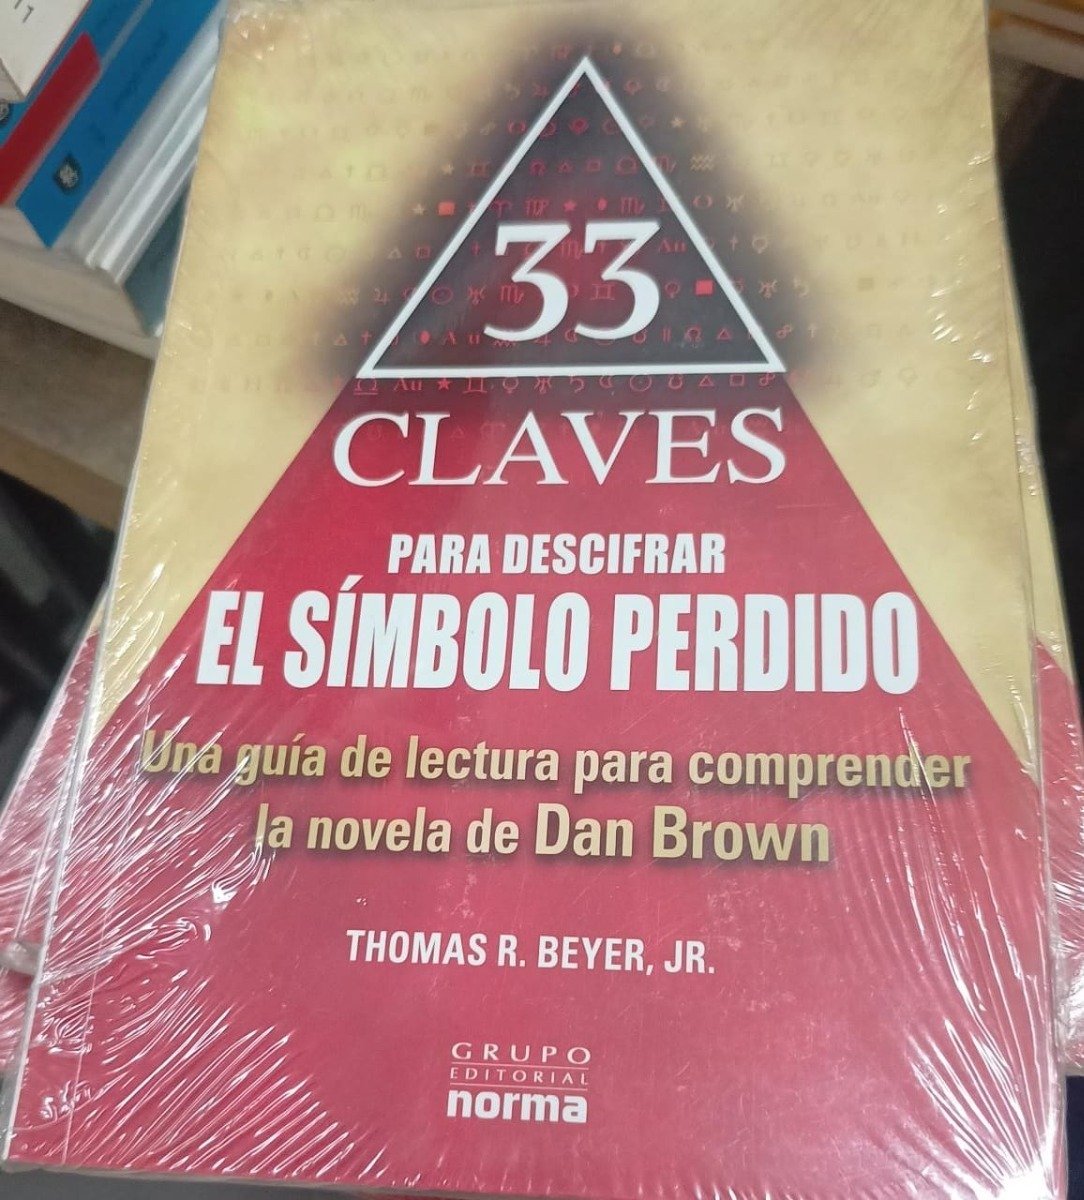 33
CLAVES
PARA DESCIFRAR
EL SÍMBOLO PERDIDO
Una guía de lectura para comprender
la novela de Dan Brown
THOMAS R. BEYER, JR.
GRUPO
EDITORIAL
norma